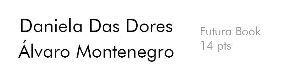 Daniela Das Dores
Álvaro Montenegro
Futura Book
14 pts